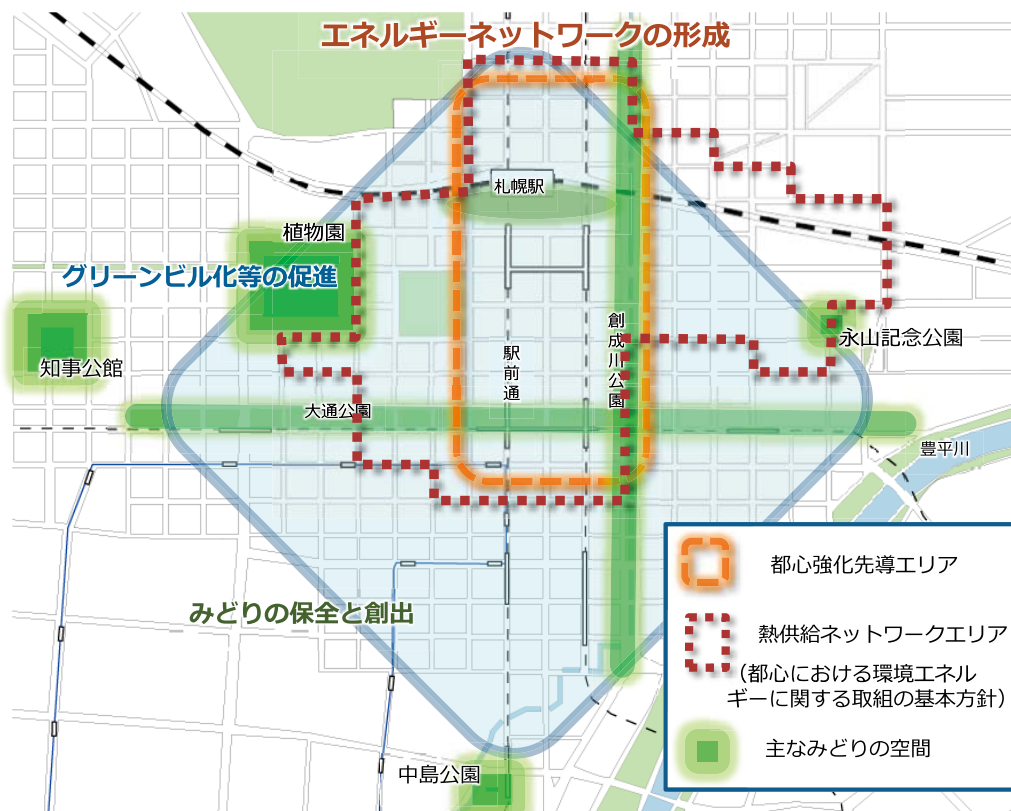 エネルギーネットワークの形成
札幌駅
植物園
グリーンビル化等の促進
知事公館
永山記念公園
創成川公園
駅前通
大通公園
豊平川
みどりの保全と創出
中島公園
都心強化先導エリア
熱供給ネットワークエリア
（都心における環境エネル
ギーに関する取組の基本方針）
主なみどりの空間